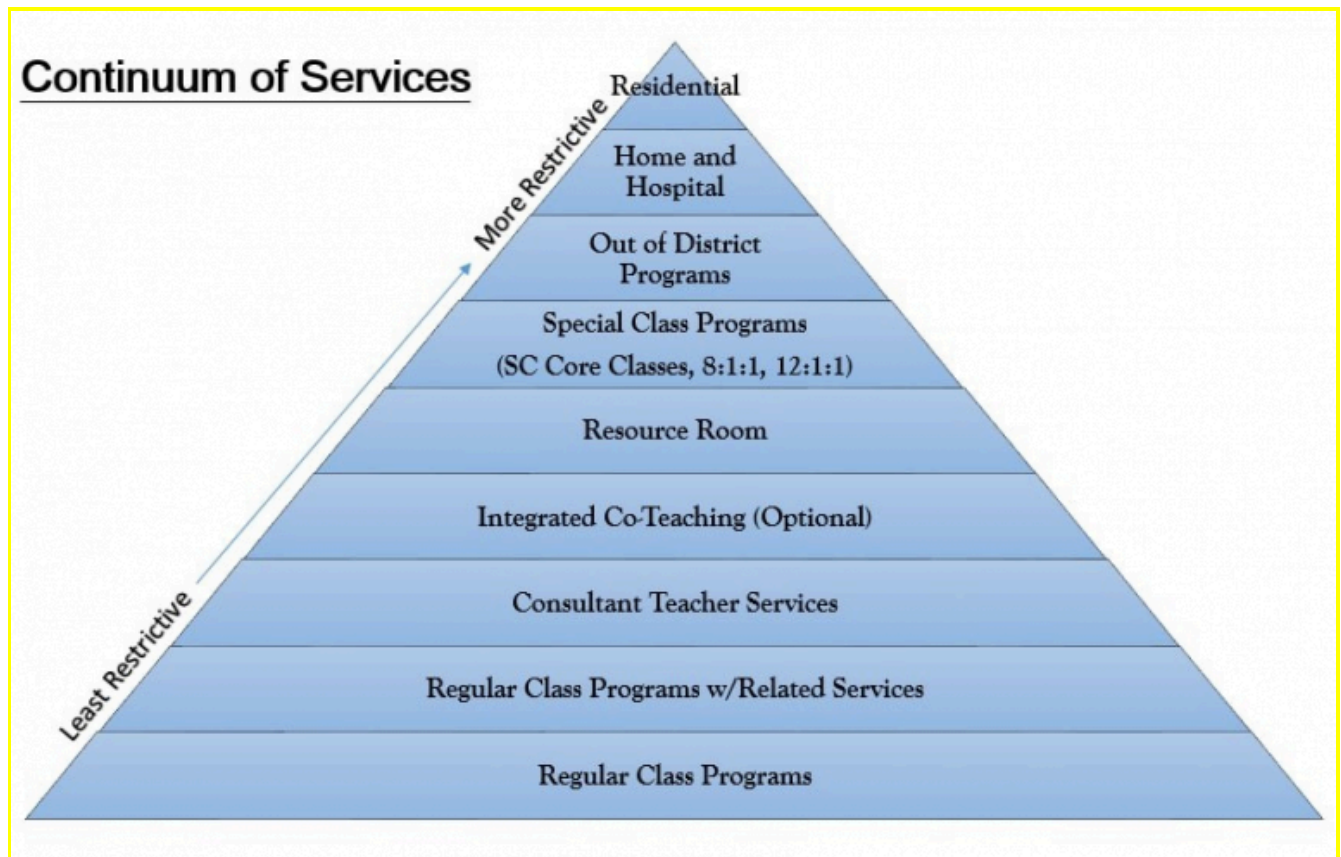 Continuum of Services
Residential
More Restrictive
Home and
Hospital
Out of District
Programs
Special Class Programs
(SC Core Classes, 8:1:1, 12:1:1)
Resource Room
Integrated Co-Teaching (Optional)
Consultant Teacher Services
Least Restrictive
Regular Class Programs w/Related Services
Regular Class Programs